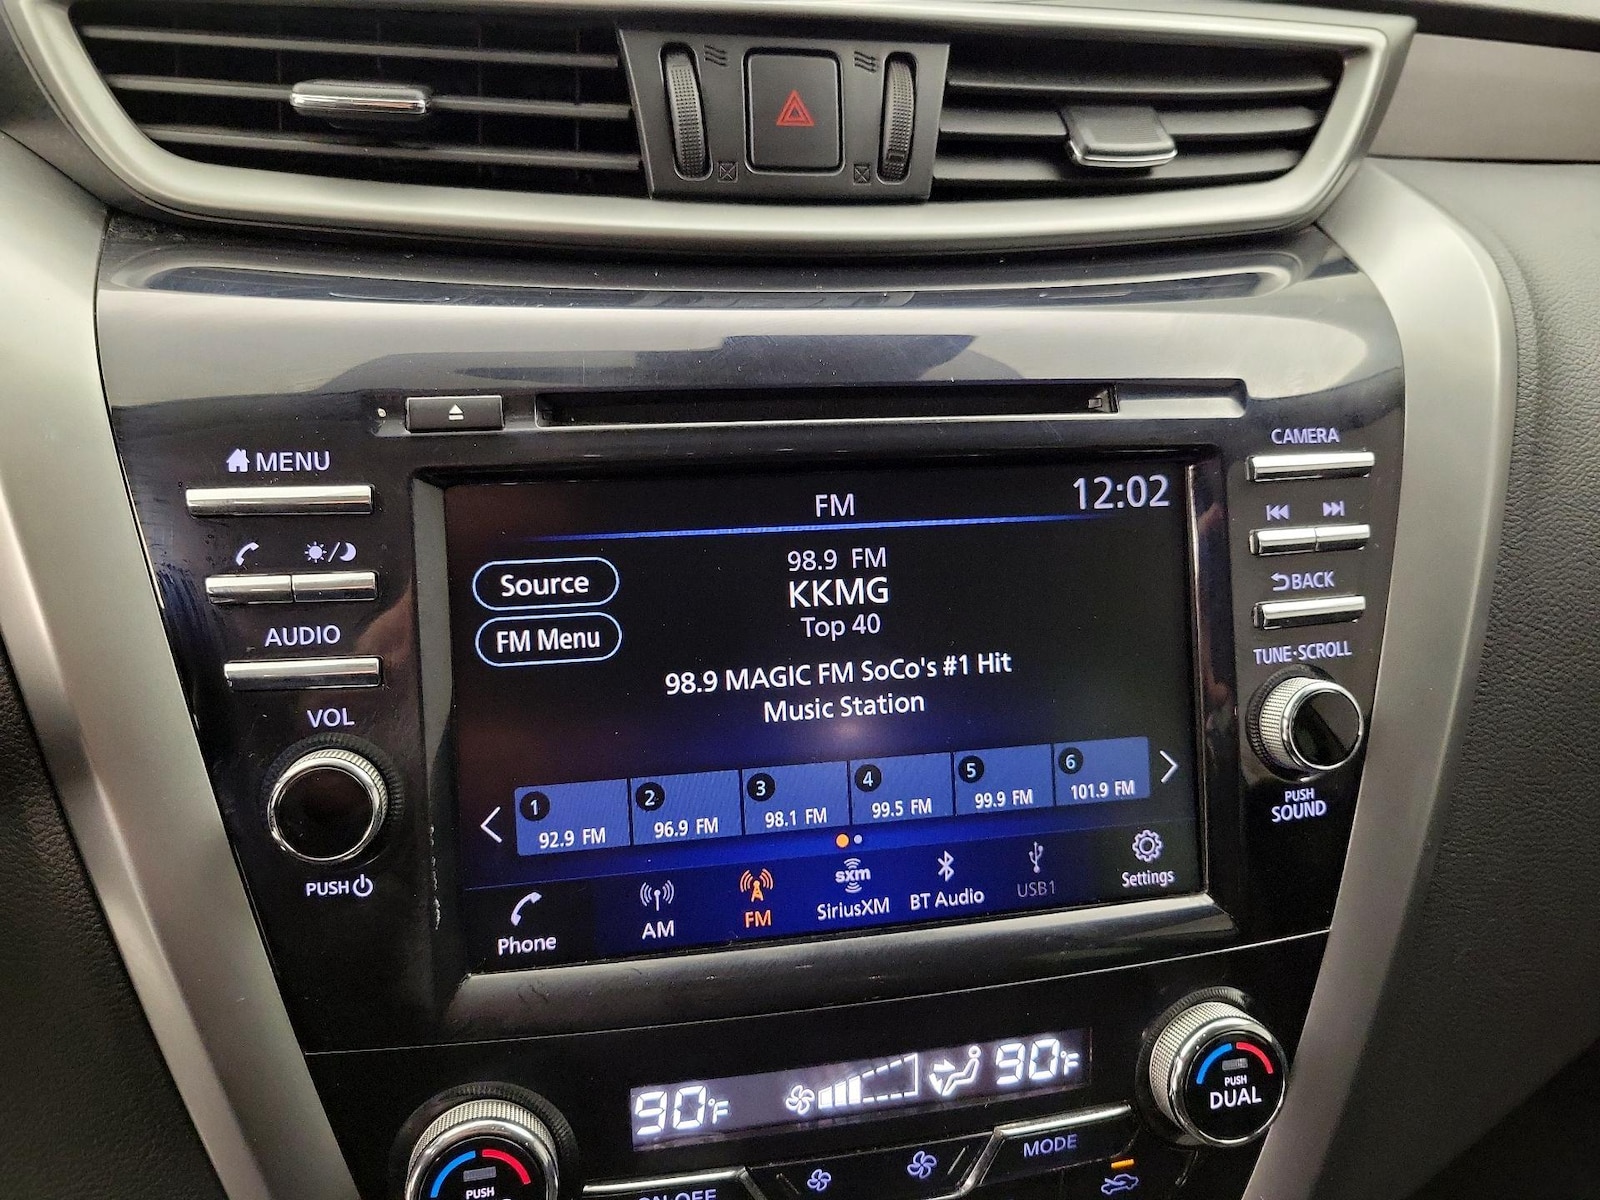 MENU
CAMERA
FM
12:02
98.9 FM
Source
KKMG
BACK
Top 40
FM Menu
AUDIO
98.9 MAGIC FM SoCo's #1 Hit
Music Station
TUNE·SCROLL
VOL
1
2
3
4
5
6
92.9 FM
96.9 FM
98.1 FM
99.5 FM
99.9 FM
101.9 FM
PUSH
SOUND
PUSH
Phone
AM
FM
sxm
SiriusXM
BT Audio
USB1
Settings
90°F
90°F
PUSH
DUAL
MODE
PUSH
ON·OFF